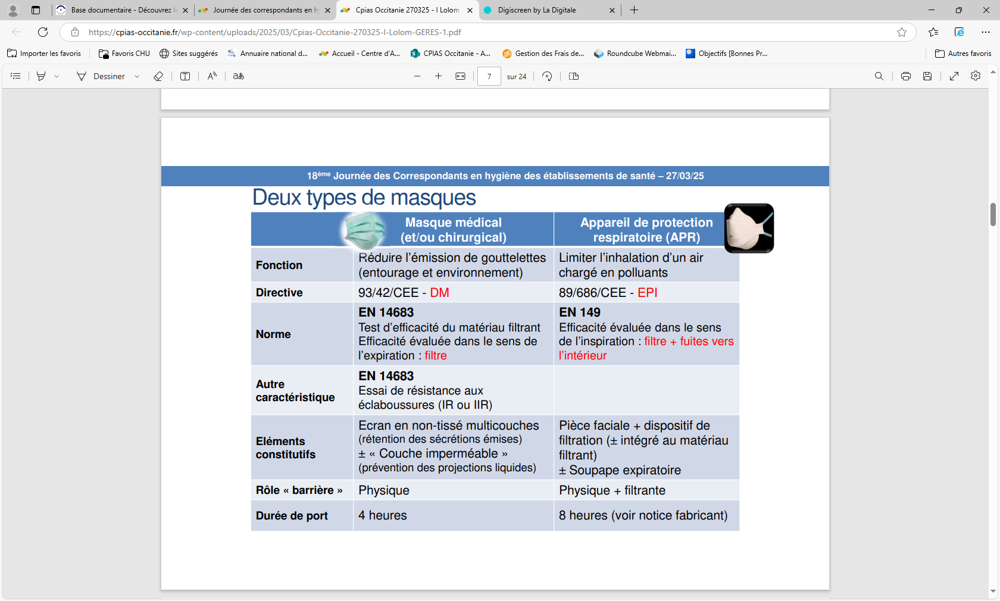 Base documentaire - Découvrez l
Journée des correspondants en h
Cpias Occitanie 270325 - I Lolom
Digiscreen by La Digitale
https://cpias-occitanie.fr/wp-content/uploads/2025/03/Cpias-Occitanie-270325-I-Lolom-GERES-1.pdf
Importer les favoris
Favoris CHU
Sites suggérés
Annuaire national d...
Accueil - Centre d'A...
CPIAS Occitanie - A...
Gestion des Frais de...
Roundcube Webmai...
Objectifs [Bonnes Pr...
Autres favoris
Dessiner
aあ
7 sur 24
18ème Journée des Correspondants en hygiène des établissements de santé – 27/03/25
Deux types de masques
Masque médical
(et/ou chirurgical)
Appareil de protection
respiratoire (APR)
Fonction
Réduire l'émission de gouttelettes
(entourage et environnement)
Limiter l'inhalation d'un air
chargé en polluants
Directive
93/42/CEE - DM
89/686/CEE - EPI
Norme
EN 14683
Test d'efficacité du matériau filtrant
Efficacité évaluée dans le sens de
l'expiration : filtre
EN 149
Efficacité évaluée dans le sens
de l'inspiration : filtre + fuites vers
l'intérieur
Autre
caractéristique
EN 14683
Essai de résistance aux
éclaboussures (IR ou IIR)
Eléments
constitutifs
Ecran en non-tissé multicouches
(rétention des sécrétions émises)
± « Couche imperméable »
(prévention des projections liquides)
Pièce faciale + dispositif de
filtration (± intégré au matériau
filtrant)
± Soupape expiratoire
Rôle « barrière »
Physique
Physique + filtrante
Durée de port
4 heures
8 heures (voir notice fabricant)